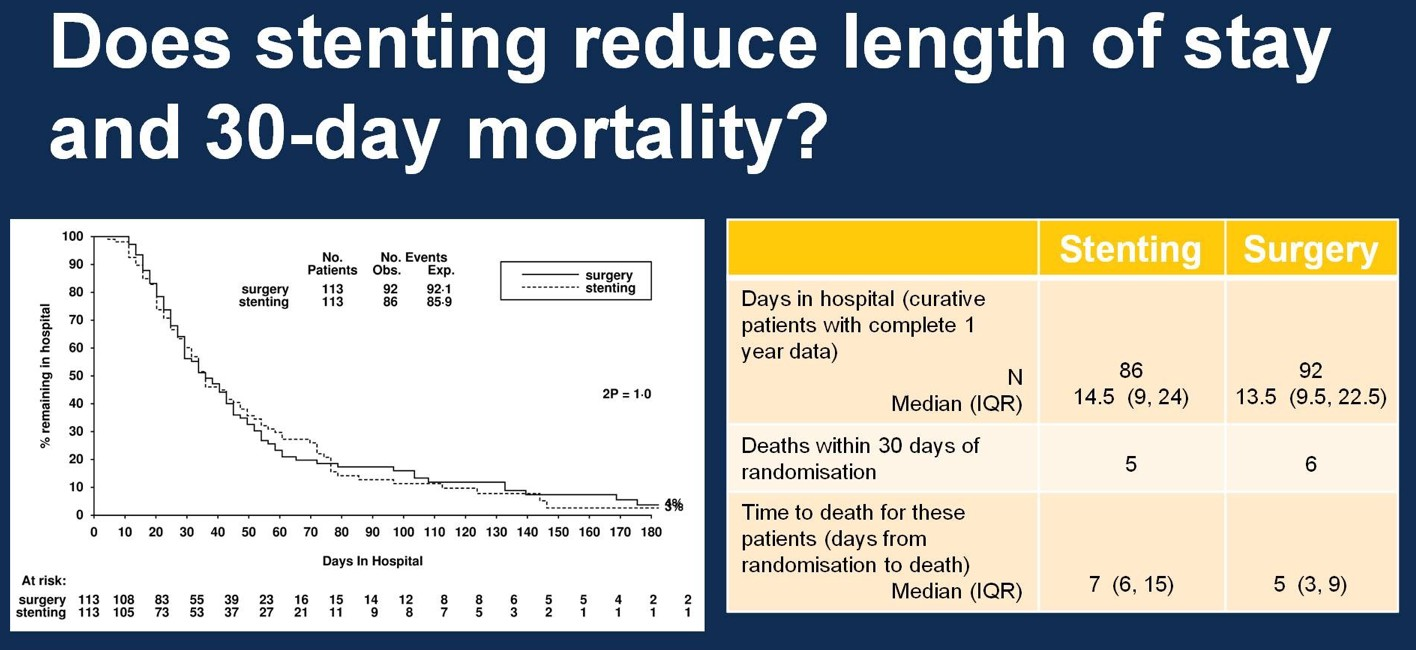 Does stenting reduce length of stay
and 30-day mortality?
100
90
80
70
60
50
40
30
20
10
0
% remaining in hospital
No. No. Events
Patients Obs. Exp.
surgery 113 92 92·1
stenting 113 86 85·9
surgery
stenting
2P = 1·0
4%
3%
0 10 20 30 40 50 60 70 80 90 100 110 120 130 140 150 160 170 180
Days In Hospital
At risk:
surgery 113 108 83 55 39 23 16 15 14 12 8 8 6 5 5 4 2 2
stenting 113 105 73 53 37 27 21 11 9 8 7 5 3 2 1 1 1 1
Stenting Surgery
Days in hospital (curative
patients with complete 1
year data)
N 86 92
Median (IQR) 14.5 (9, 24) 13.5 (9.5, 22.5)
Deaths within 30 days of
randomisation 5 6
Time to death for these
patients (days from
randomisation to death)
Median (IQR) 7 (6, 15) 5 (3, 9)